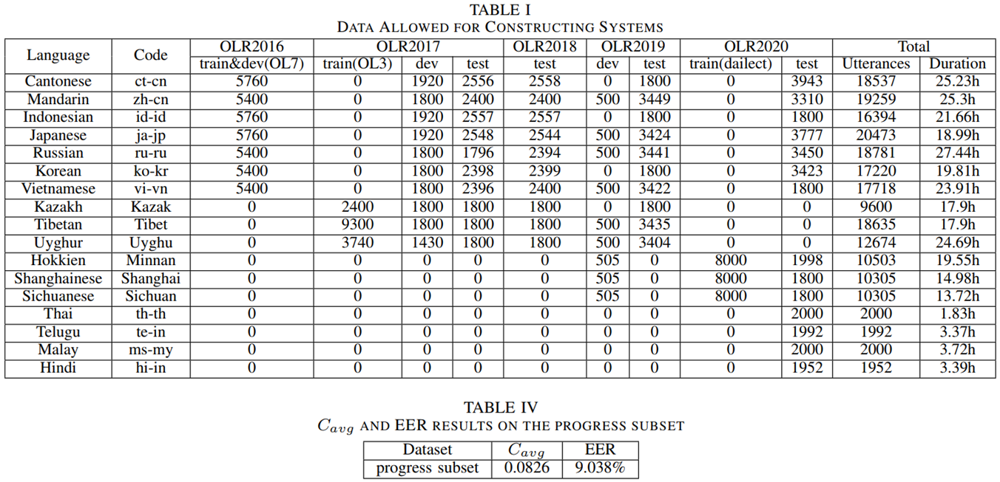 TABLE I
DATA ALLOWED FOR CONSTRUCTING SYSTEMS
Language Code OLR2016 OLR2017 OLR2018 OLR2019 OLR2020 Total
train&dev(OL7) train(OL3) dev test test dev test train(dailect) test Utterances Duration
Cantonese ct-cn 5760 0 1920 2556 2558 0 1800 0 3943 18537 25.23h
Mandarin zh-cn 5400 0 1800 2400 2400 500 3449 0 3310 19259 25.3h
Indonesian id-id 5760 0 1920 2557 2557 0 1800 0 1800 16394 21.66h
Japanese ja-jp 5760 0 1920 2548 2544 500 3424 0 3777 20473 18.99h
Russian ru-ru 5400 0 1800 1796 2394 500 3441 0 3450 18781 27.44h
Korean ko-kr 5400 0 1800 2398 2399 0 1800 0 3423 17220 19.81h
Vietnamese vi-vn 5400 0 1800 2396 2400 500 3422 0 1800 17718 23.91h
Kazakh Kazak 0 2400 1800 1800 1800 0 1800 0 0 9600 17.9h
Tibetan Tibet 0 9300 1800 1800 1800 500 3435 0 0 18635 17.9h
Uyghur Uyghu 0 3740 1430 1800 1800 500 3404 0 0 12674 24.69h
Hokkien Minnan 0 0 0 0 0 505 0 8000 1998 10503 19.55h
Shanghainese Shanghai 0 0 0 0 0 505 0 8000 1800 10305 14.98h
Sichuanese Sichuan 0 0 0 0 0 505 0 8000 1800 10305 13.72h
Thai th-th 0 0 0 0 0 0 0 0 2000 2000 1.83h
Telugu te-in 0 0 0 0 0 0 0 0 1992 1992 3.37h
Malay ms-my 0 0 0 0 0 0 0 0 2000 2000 3.72h
Hindi hi-in 0 0 0 0 0 0 0 0 1952 1952 3.39h
TABLE IV
C_avg AND EER RESULTS ON THE PROGRESS SUBSET
Dataset C_avg EER
progress subset 0.0826 9.038%